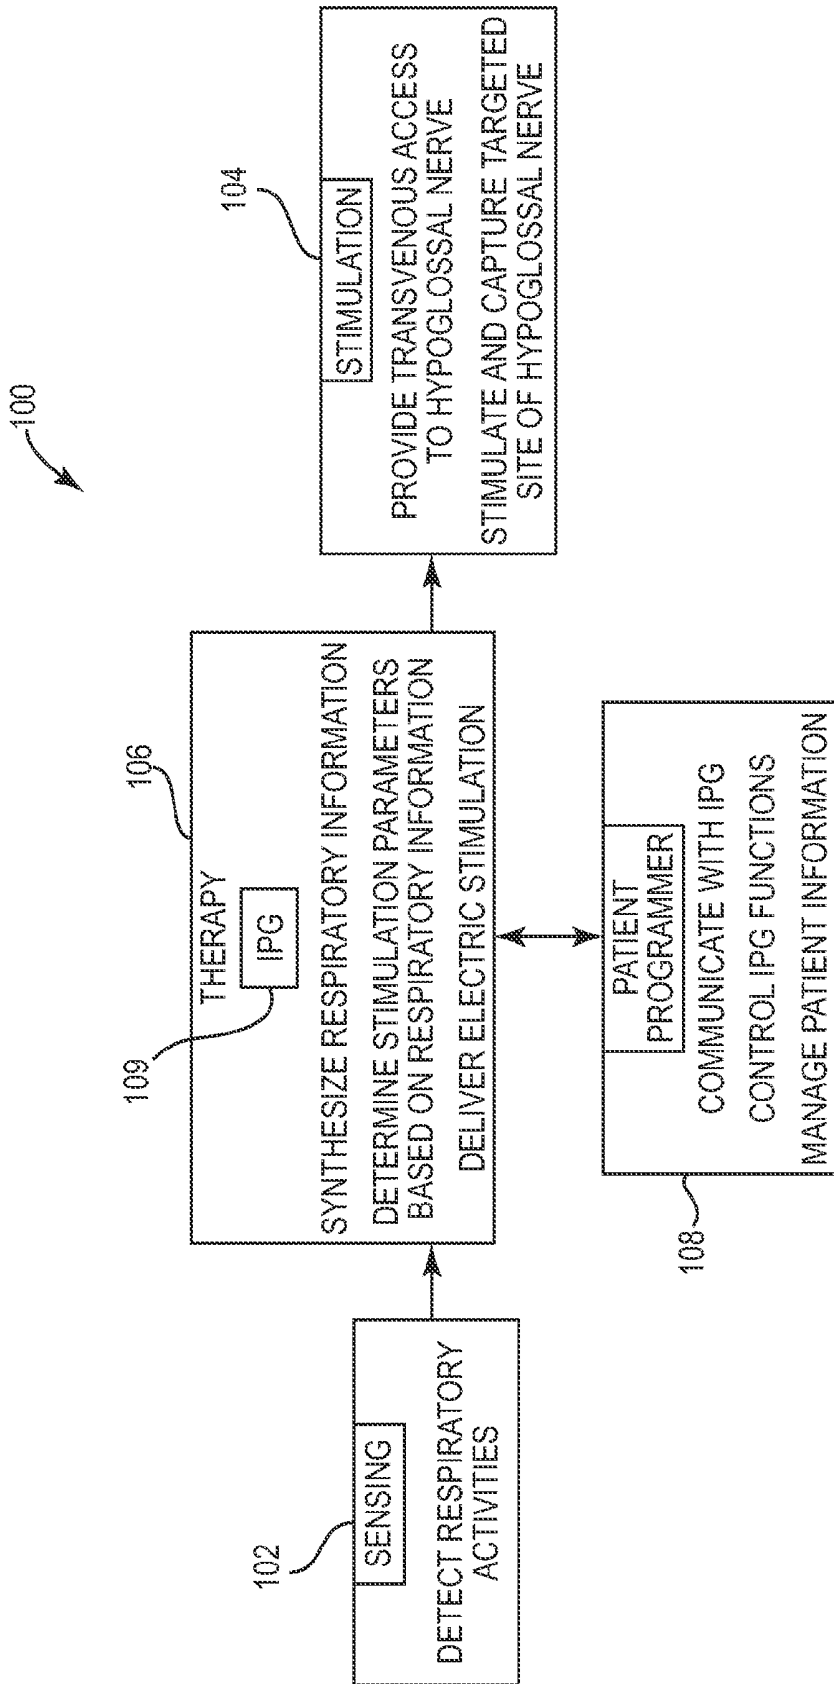 100
102
SENSING
DETECT RESPIRATORY
ACTIVITIES
106
THERAPY
109
IPG
SYNTHESIZE RESPIRATORY INFORMATION
DETERMINE STIMULATION PARAMETERS
BASED ON RESPIRATORY INFORMATION
DELIVER ELECTRIC STIMULATION
104
STIMULATION
PROVIDE TRANSVENOUS ACCESS
TO HYPOGLOSSAL NERVE
STIMULATE AND CAPTURE TARGETED
SITE OF HYPOGLOSSAL NERVE
108
PATIENT
PROGRAMMER
COMMUNICATE WITH IPG
CONTROL IPG FUNCTIONS
MANAGE PATIENT INFORMATION